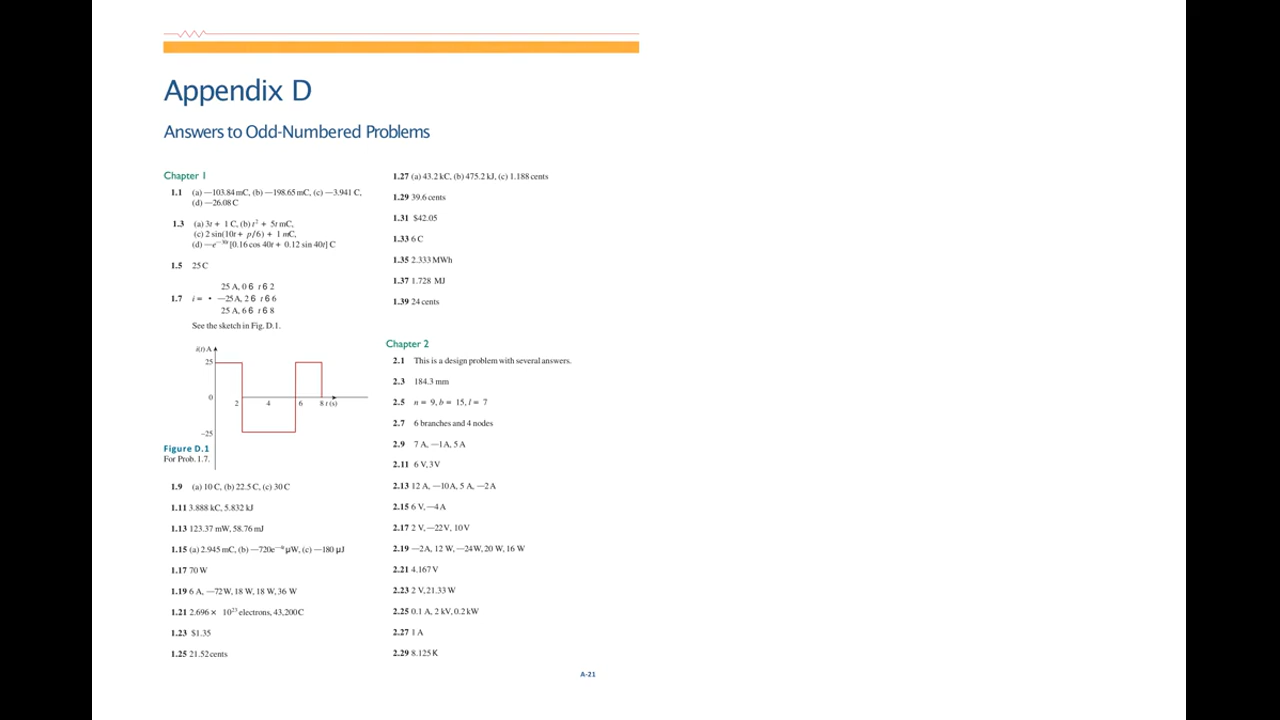 Appendix D
Answers to Odd-Numbered Problems
Chapter 1
1.1 (a) —103.84 mC, (b) —198.65 mC, (c) —3.941 C,
(d) —26.08 C
1.3 (a) 3t + 1 C, (b) t² + 5t mC,
(c) 2 sin(10t + p/6) + 1 mC,
(d) —e⁻³⁰ᵗ[0.16 cos 40t + 0.12 sin 40t] C
1.5 25 C
25 A, 0 6 t 6 2
1.7 i = • —25A, 2 6 t 6 6
25 A, 6 6 t 6 8
See the sketch in Fig. D.1.
i(t) A
25
0
2 4 6 8 t (s)
—25
Figure D.1
For Prob. 1.7.
1.9 (a) 10 C, (b) 22.5 C, (c) 30 C
1.11 3.888 kC, 5.832 kJ
1.13 123.37 mW, 58.76 mJ
1.15 (a) 2.945 mC, (b) —720e⁻⁴ᵗ µW, (c) —180 µJ
1.17 70 W
1.19 6 A, —72 W, 18 W, 18 W, 36 W
1.21 2.696 × 10²³ electrons, 43,200 C
1.23 $1.35
1.25 21.52 cents
1.27 (a) 43.2 kC, (b) 475.2 kJ, (c) 1.188 cents
1.29 39.6 cents
1.31 $42.05
1.33 6 C
1.35 2.333 MWh
1.37 1.728 MJ
1.39 24 cents
Chapter 2
2.1 This is a design problem with several answers.
2.3 184.3 mm
2.5 n = 9, b = 15, l = 7
2.7 6 branches and 4 nodes
2.9 7 A, —1 A, 5 A
2.11 6 V, 3 V
2.13 12 A, —10 A, 5 A, —2 A
2.15 6 V, —4 A
2.17 2 V, —22 V, 10 V
2.19 —2 A, 12 W, —24 W, 20 W, 16 W
2.21 4.167 V
2.23 2 V, 21.33 W
2.25 0.1 A, 2 kV, 0.2 kW
2.27 1 A
2.29 8.125 K
A-21